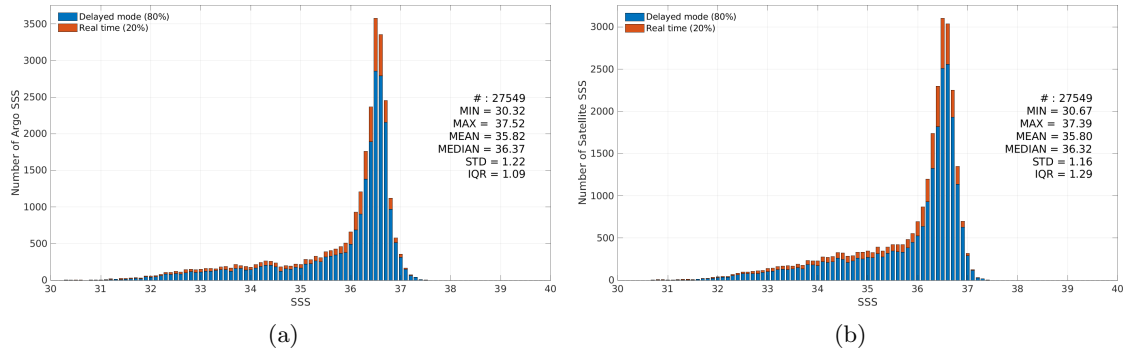 Delayed mode (80%)
Real time (20%)
Number of Argo SSS
3500
3000
2500
2000
1500
1000
500
0
# : 27549
MIN = 30.32
MAX = 37.52
MEAN = 35.82
MEDIAN = 36.37
STD = 1.22
IQR = 1.09
30 31 32 33 34 35 36 37 38 39 40
SSS
(a)
Delayed mode (80%)
Real time (20%)
Number of Satellite SSS
3000
2500
2000
1500
1000
500
0
# : 27549
MIN = 30.67
MAX = 37.39
MEAN = 35.80
MEDIAN = 36.32
STD = 1.16
IQR = 1.29
30 31 32 33 34 35 36 37 38 39 40
SSS
(b)